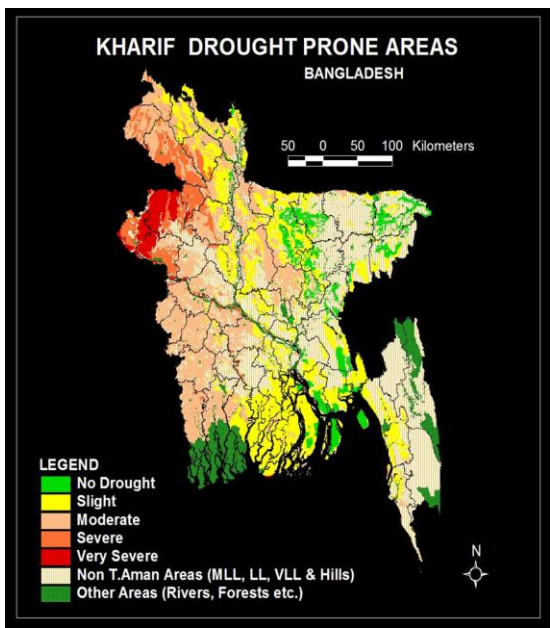 KHARIF DROUGHT PRONE AREAS
BANGLADESH
50 0 50 100 Kilometers
LEGEND
No Drought
Slight
Moderate
Severe
Very Severe
Non T.Aman Areas (MLL, LL, VLL & Hills)
Other Areas (Rivers, Forests etc.)
N